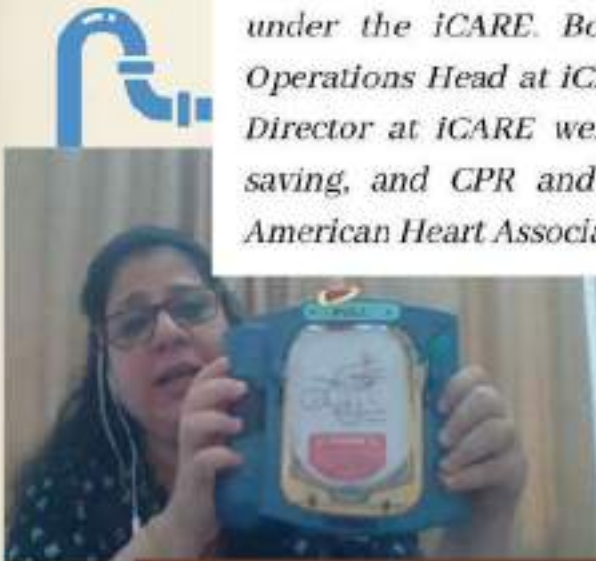 under the iCARE. Bo
Operations Head at iC
Director at iCARE we
saving, and CPR and
American Heart Associa
PULL